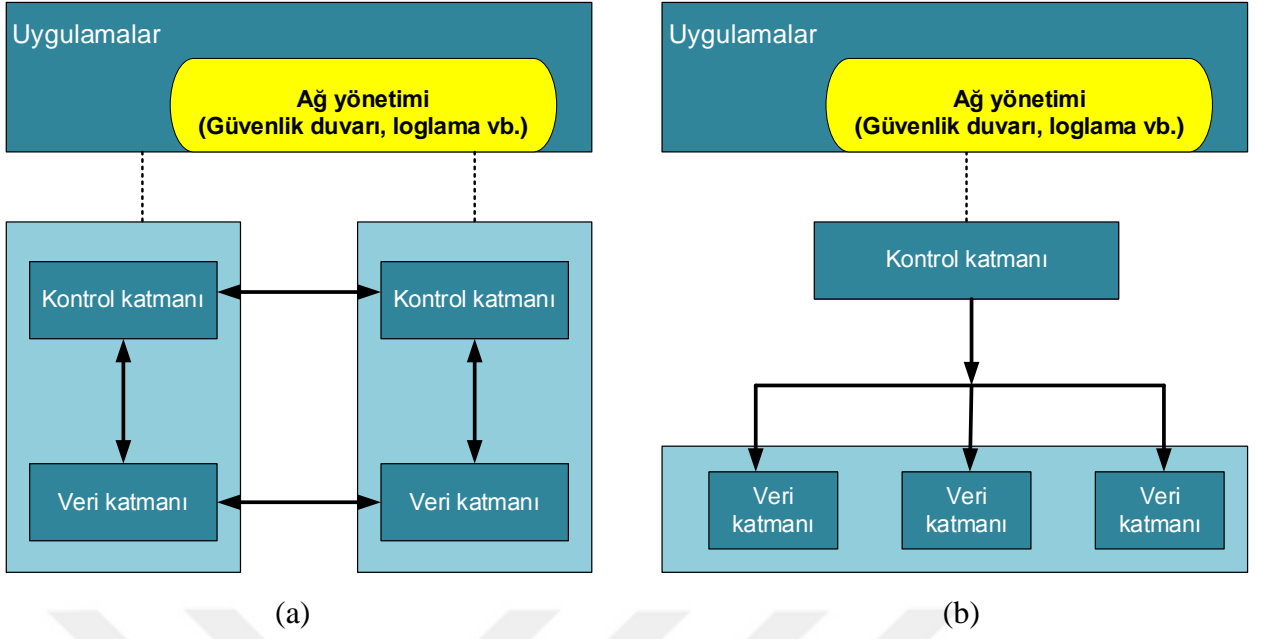 Uygulamalar
Ağ yönetimi
(Güvenlik duvarı, loglama vb.)
Kontrol katmanı
Kontrol katmanı
Veri katmanı
Veri katmanı
(a)
Uygulamalar
Ağ yönetimi
(Güvenlik duvarı, loglama vb.)
Kontrol katmanı
Veri
katmanı
Veri
katmanı
Veri
katmanı
(b)